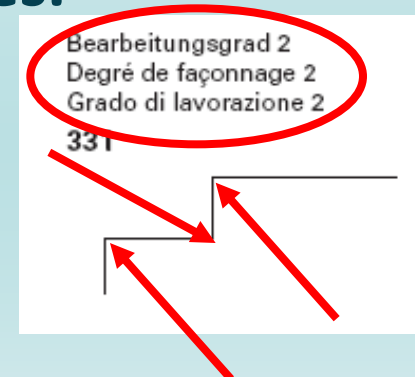 Bearbeitungsgrad 2
Degré de façonnage 2
Grado di lavorazione 2
331